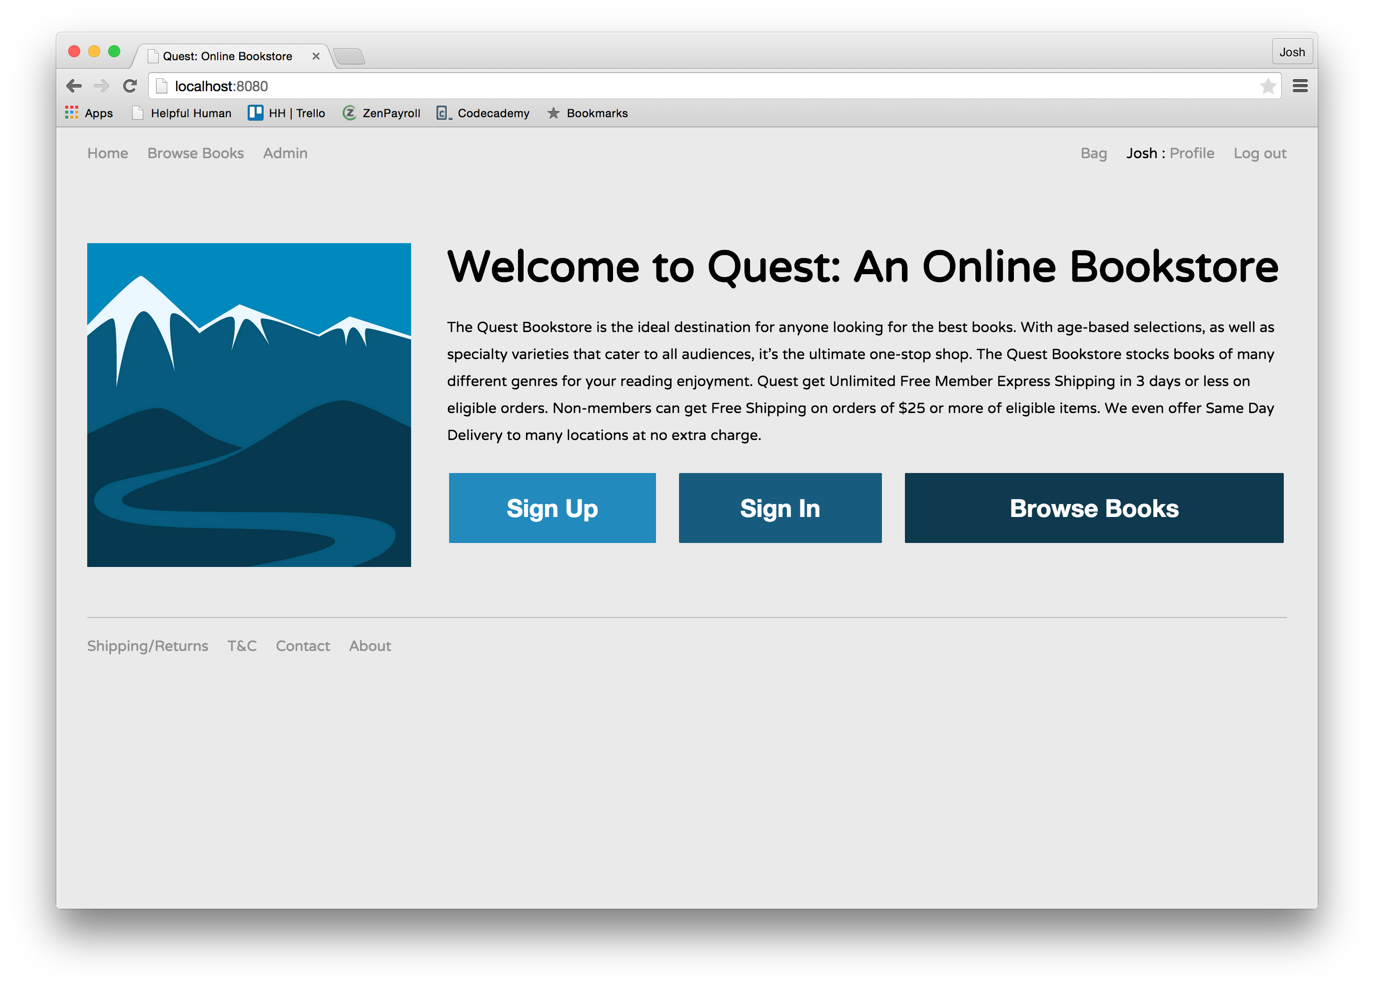 Quest: Online Bookstore
Josh
localhost:8080
Apps Helpful Human HH | Trello ZenPayroll Codecademy Bookmarks
Home Browse Books Admin Bag Josh : Profile Log out
Welcome to Quest: An Online Bookstore
The Quest Bookstore is the ideal destination for anyone looking for the best books. With age-based selections, as well as
specialty varieties that cater to all audiences, it's the ultimate one-stop shop. The Quest Bookstore stocks books of many
different genres for your reading enjoyment. Quest get Unlimited Free Member Express Shipping in 3 days or less on
eligible orders. Non-members can get Free Shipping on orders of $25 or more of eligible items. We even offer Same Day
Delivery to many locations at no extra charge.
Sign Up Sign In Browse Books
Shipping/Returns T&C Contact About